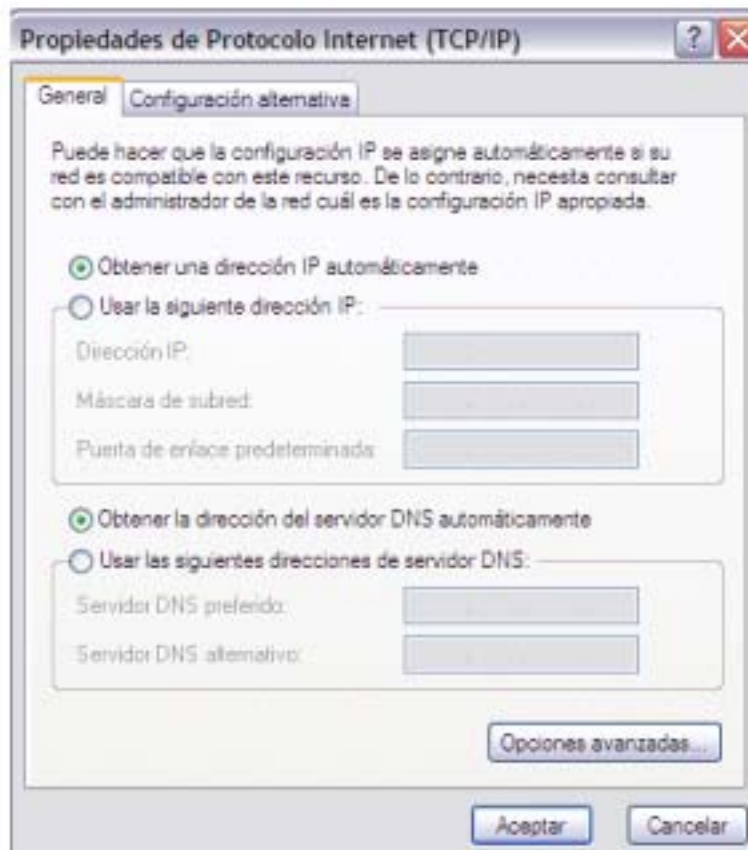 Propiedades de Protocolo Internet (TCP/IP)
?
General
Configuración alternativa
Puede hacer que la configuración IP se asigne automáticamente si su
red es compatible con este recurso. De lo contrario, necesita consultar
con el administrador de la red cuál es la configuración IP apropiada.
Obtener una dirección IP automáticamente
Usar la siguiente dirección IP:
Dirección IP:
Máscara de subred:
Puerta de enlace predeterminada:
Obtener la dirección del servidor DNS automáticamente
Usar las siguientes direcciones de servidor DNS:
Servidor DNS preferido:
Servidor DNS alternativo:
Opciones avanzadas...
Aceptar
Cancelar